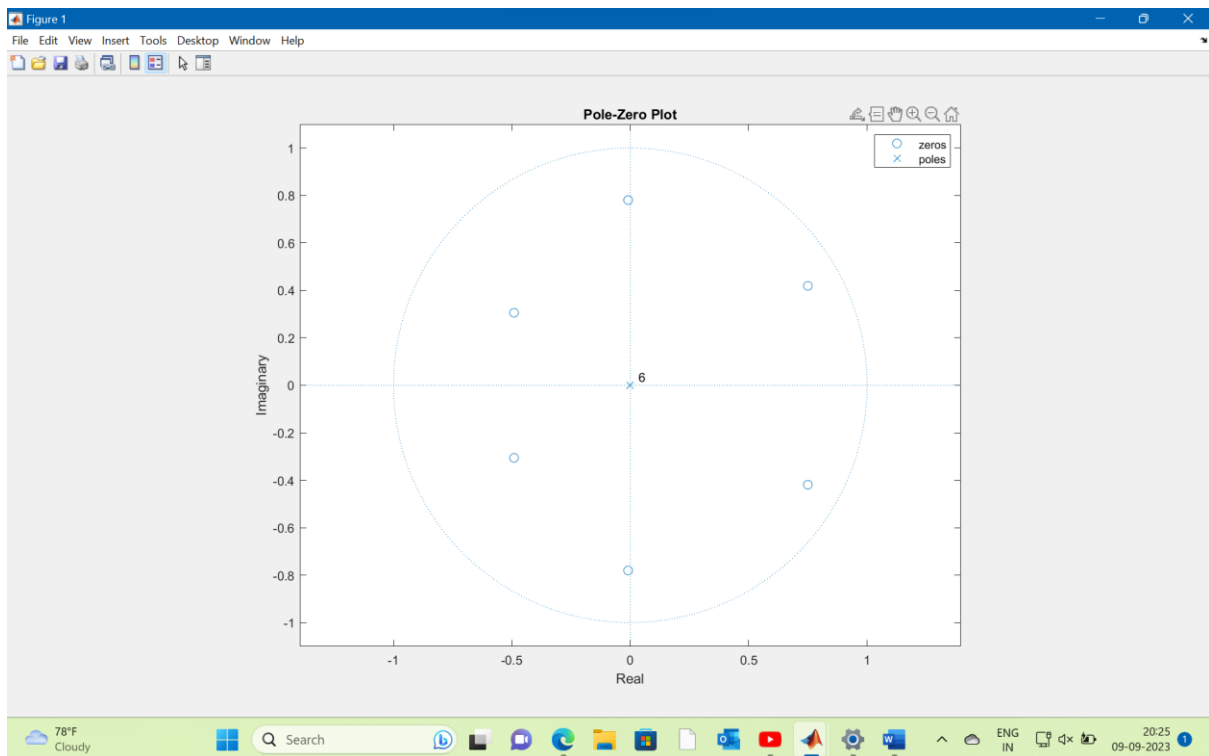 Figure 1
File Edit View Insert Tools Desktop Window Help
Pole-Zero Plot
zeros
poles
1
0.8
0.6
0.4
0.2
0
-0.2
-0.4
-0.6
-0.8
-1
Imaginary
6
-1 -0.5 0 0.5 1
Real
78°F
Cloudy
Search
ENG
IN
20:25
09-09-2023
1